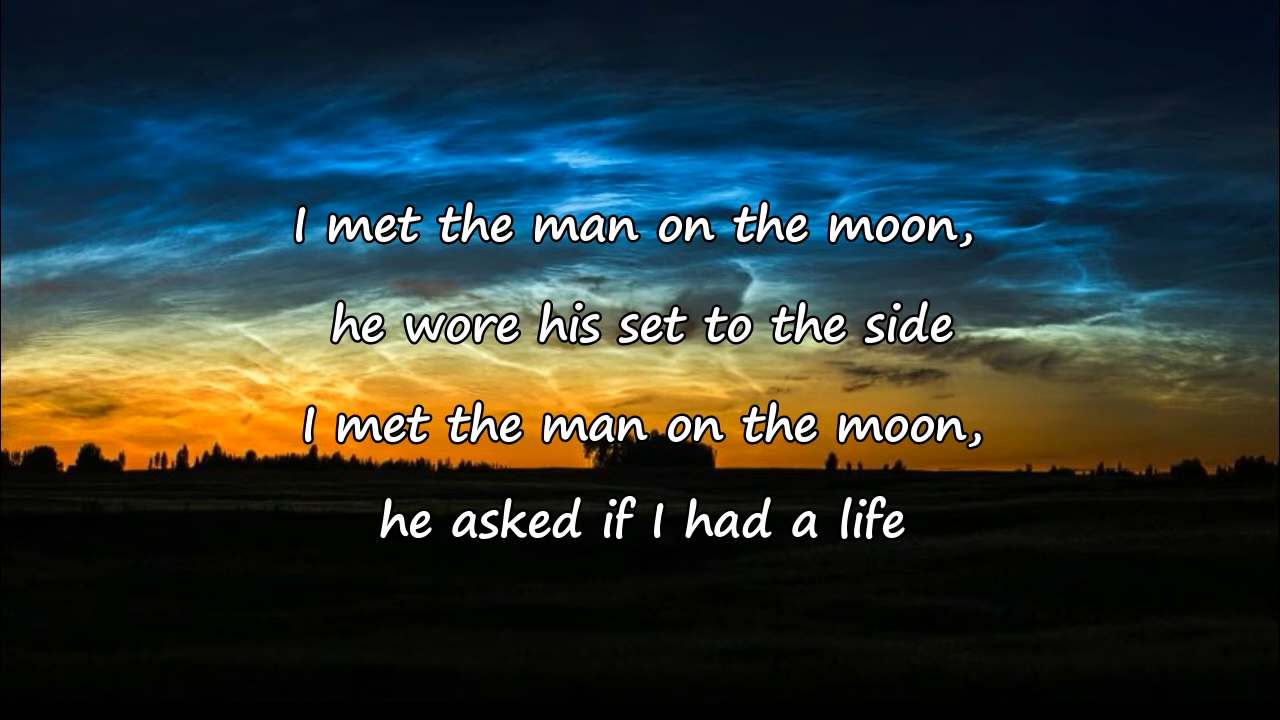 I met the man on the moon,
he wore his set to the side
I met the man on the moon,
he asked if I had a life